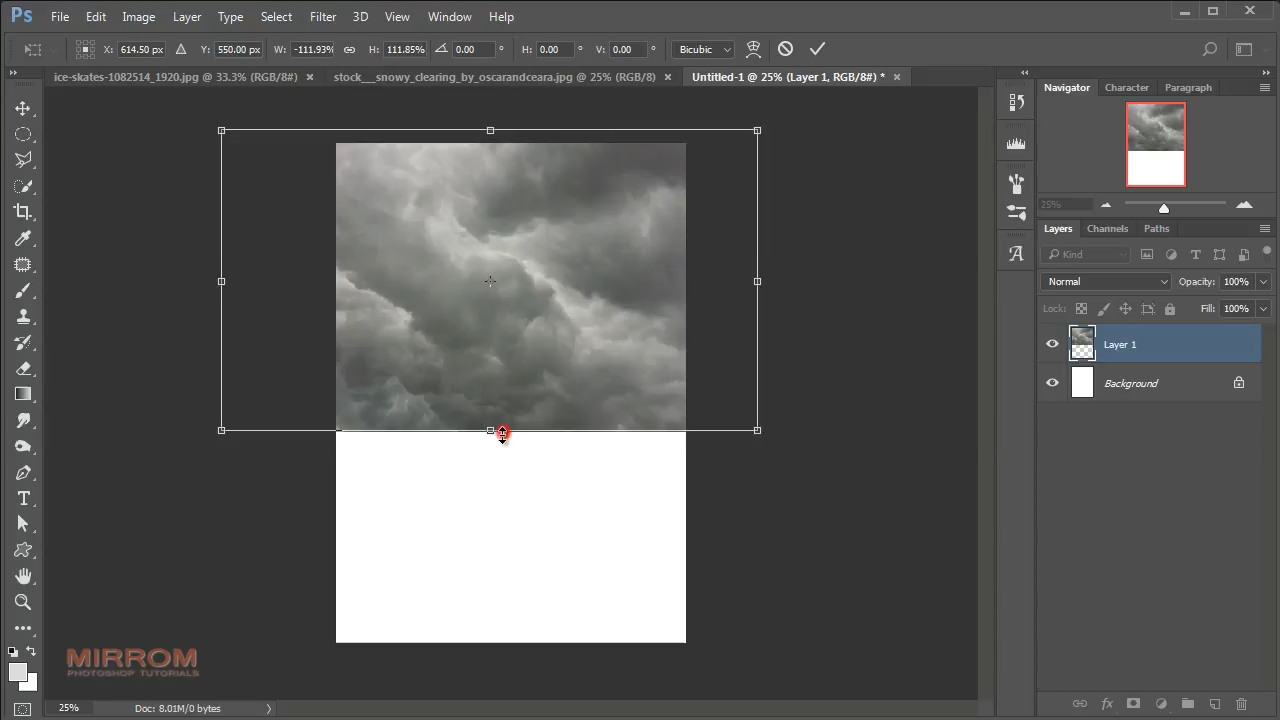 Ps File Edit Image Layer Type Select Filter 3D View Window Help
X: 614.50 px Y: 550.00 px W: -111.93% H: 111.85% 0.00 ° H: 0.00 ° V: 0.00 ° Bicubic
ice-skates-1082514_1920.jpg @ 33.3% (RGB/8#) × stock___snowy_clearing_by_oscarandceara.jpg @ 25% (RGB/8) × Untitled-1 @ 25% (Layer 1, RGB/8#) * ×
Navigator Character Paragraph
25%
Layers Channels Paths
Kind
Normal Opacity: 100%
Lock: Fill: 100%
Layer 1
Background
MIRROM
PHOTOSHOP TUTORIALS
25% Doc: 8.01M/0 bytes